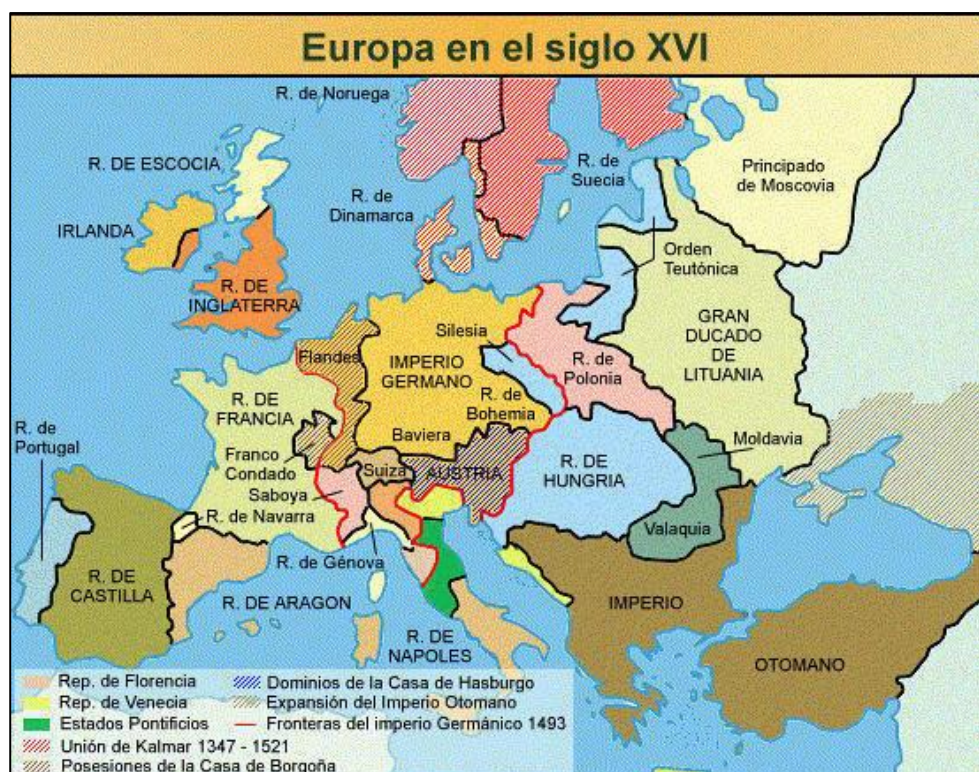 Europa en el siglo XVI
R. de Noruega
R. DE ESCOCIA
R. de
Suecia
Principado
de Moscovia
R. de
Dinamarca
IRLANDA
Orden
Teutónica
R. DE
INGLATERRA
GRAN
DUCADO
DE
LITUANIA
Silesia
Flandes
IMPERIO
GERMANO
R. de
Polonia
R. DE
FRANCIA
R. de
Bohemia
R. de
Portugal
Baviera
Moldavia
Franco
Condado
Suiza
AUSTRIA
R. DE
HUNGRIA
Saboya
R. de Navarra
Valaquia
R. de Génova
R. DE
CASTILLA
R. DE ARAGON
IMPERIO
R. DE
NAPOLES
OTOMANO
Rep. de Florencia
Rep. de Venecia
Estados Pontificios
Unión de Kalmar 1347 - 1521
Posesiones de la Casa de Borgoña
Dominios de la Casa de Hasburgo
Expansión del Imperio Otomano
Fronteras del imperio Germánico 1493